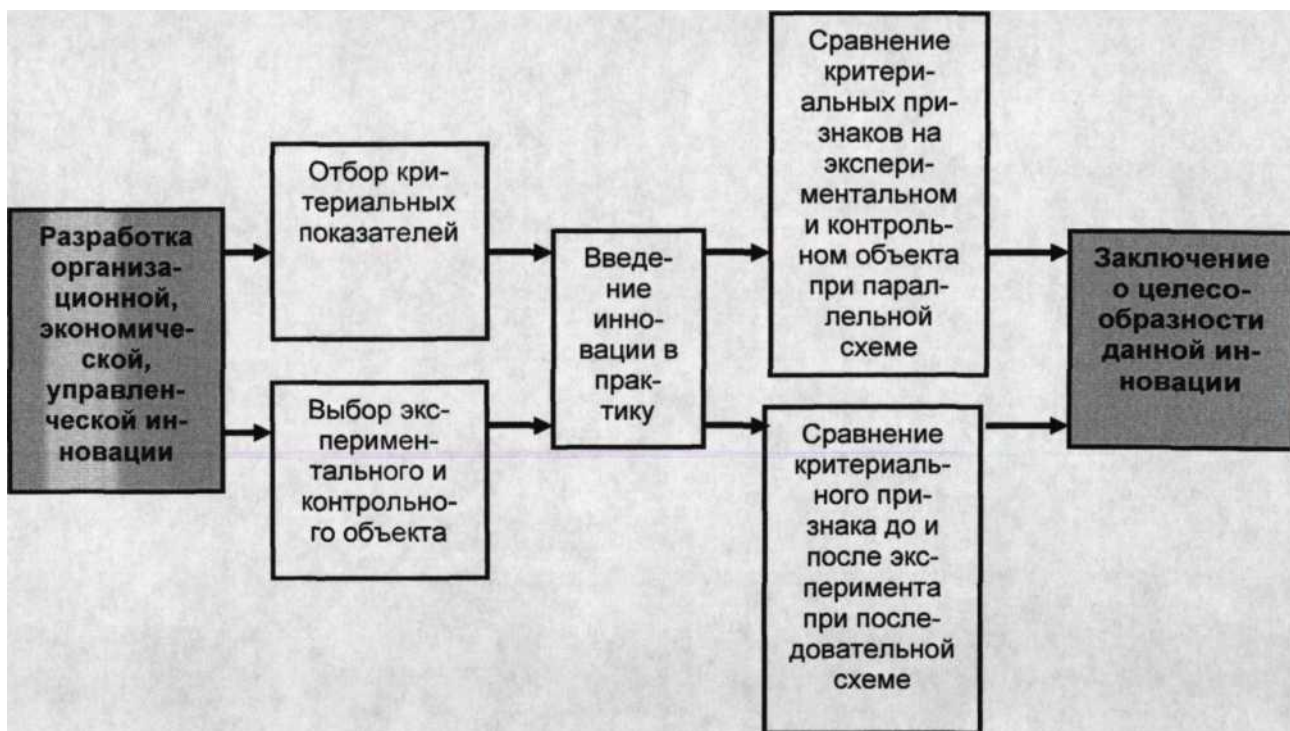 Разработка
организа-
ционной,
экономиче-
ской,
управлен-
ческой ин-
новации
Отбор кри-
териальных
показателей
Выбор экс-
перимен-
тального и
контрольно-
го объекта
Введе-
ние
инно-
вации в
прак-
тику
Сравнение
критери-
альных при-
знаков на
экспери-
ментальном
и контроль-
ном объекта
при парал-
лельной
схеме
Сравнение
критериаль-
ного при-
знака до и
после экс-
перимента
при после-
довательной
схеме
Заключение
о целесо-
образности
данной ин-
новации